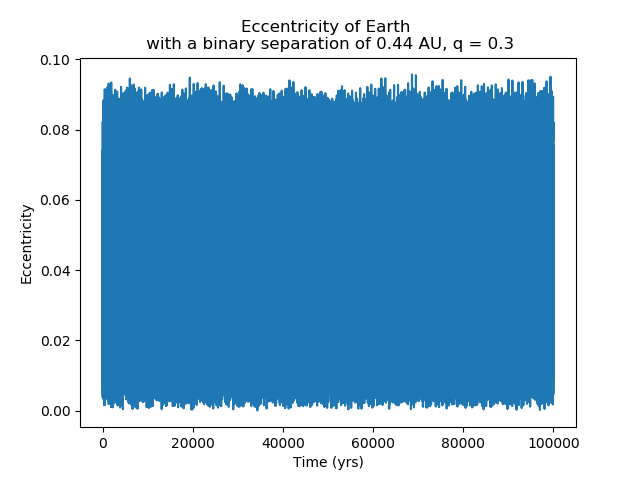 Eccentricity of Earth
with a binary separation of 0.44 AU, q = 0.3
0.10
0.08
0.06
0.04
0.02
0.00
Eccentricity
0 20000 40000 60000 80000 100000
Time (yrs)